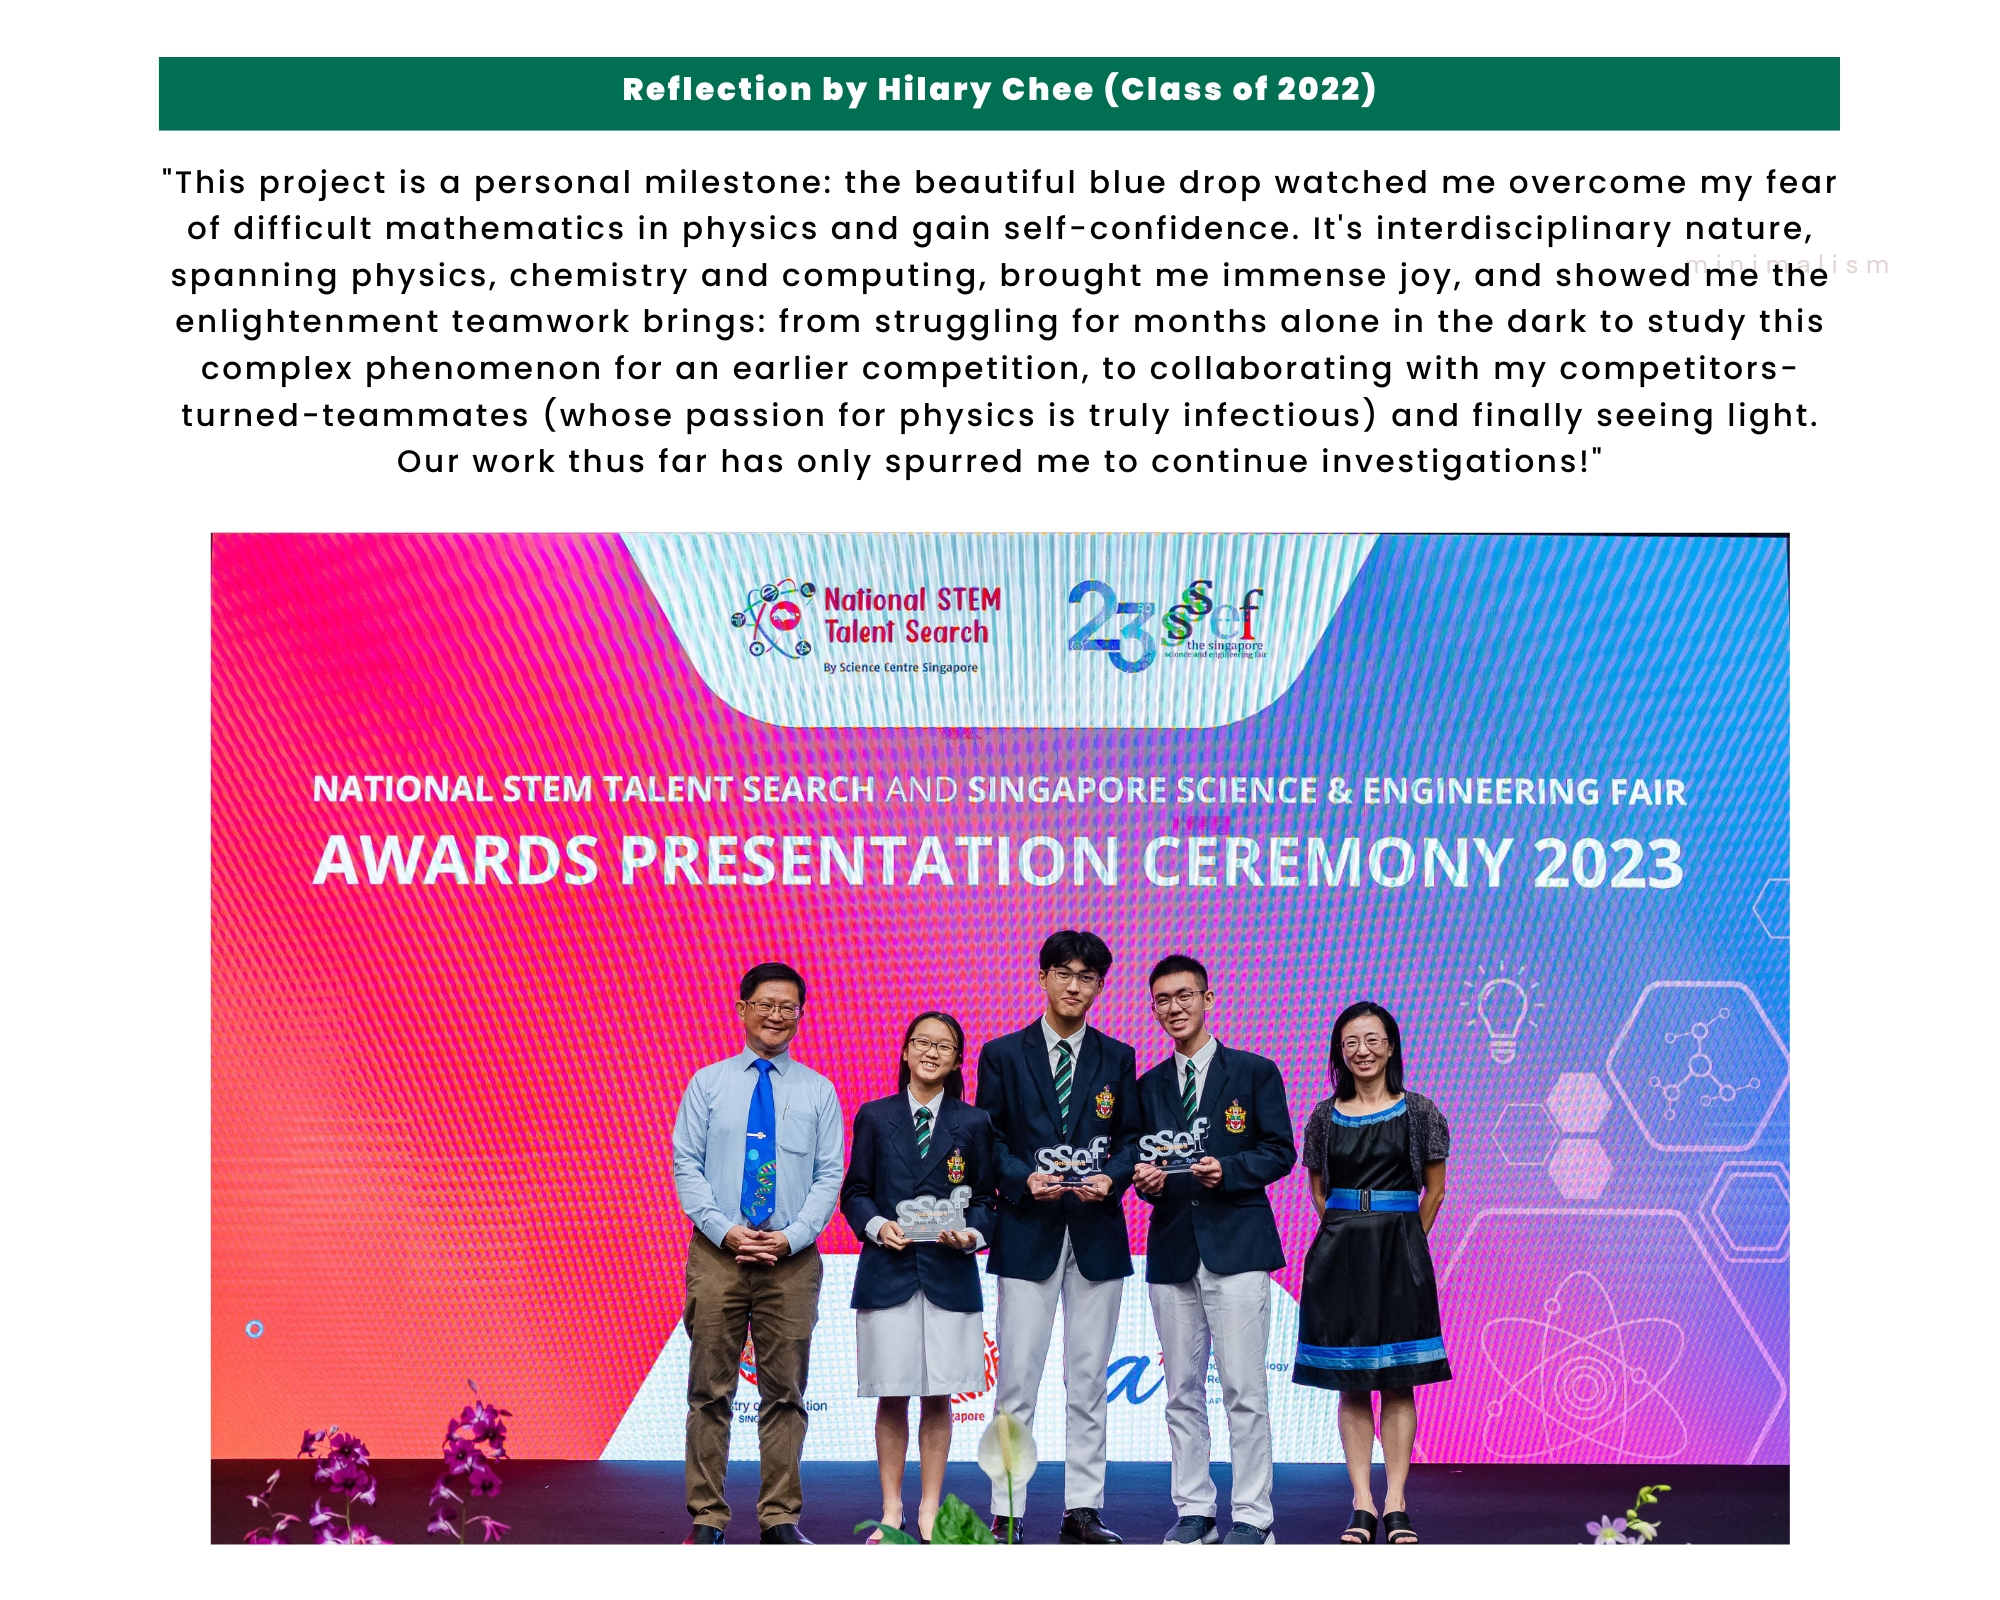 Reflection by Hilary Chee (Class of 2022)
"This project is a personal milestone: the beautiful blue drop watched me overcome my fear
of difficult mathematics in physics and gain self-confidence. It's interdisciplinary nature,
minimalism
spanning physics, chemistry and computing, brought me immense joy, and showed me the
enlightenment teamwork brings: from struggling for months alone in the dark to study this
complex phenomenon for an earlier competition, to collaborating with my competitors-
turned-teammates (whose passion for physics is truly infectious) and finally seeing light.
Our work thus far has only spurred me to continue investigations!"
National STEM
Talent Search
By Science Centre Singapore
23RD ssef
the singapore
science and engineering fair
NATIONAL STEM TALENT SEARCH AND SINGAPORE SCIENCE & ENGINEERING FAIR
AWARDS PRESENTATION CEREMONY 2023
ssef
ssef
ssef